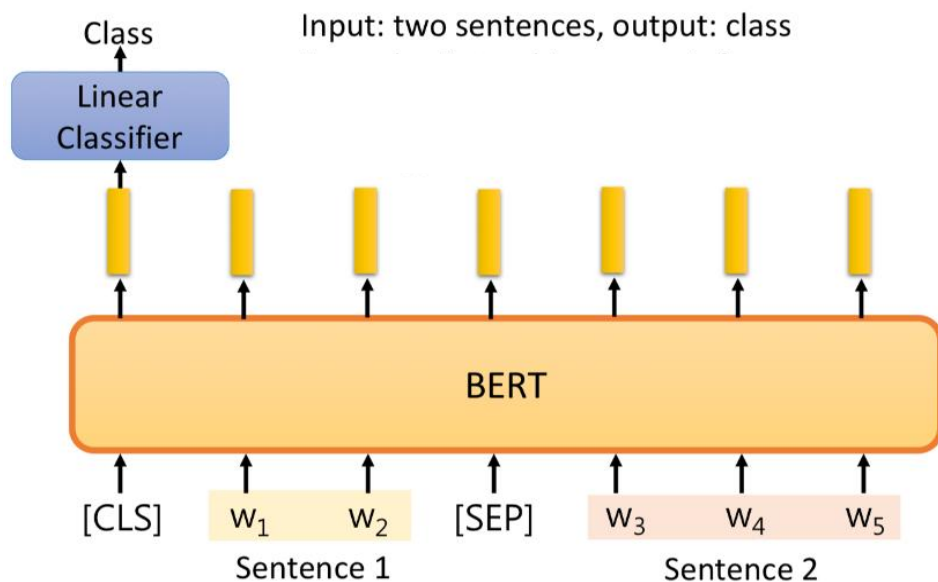 Class
Input: two sentences, output: class
Linear
Classifier
BERT
[CLS] w₁ w₂ [SEP] w₃ w₄ w₅
Sentence 1 Sentence 2